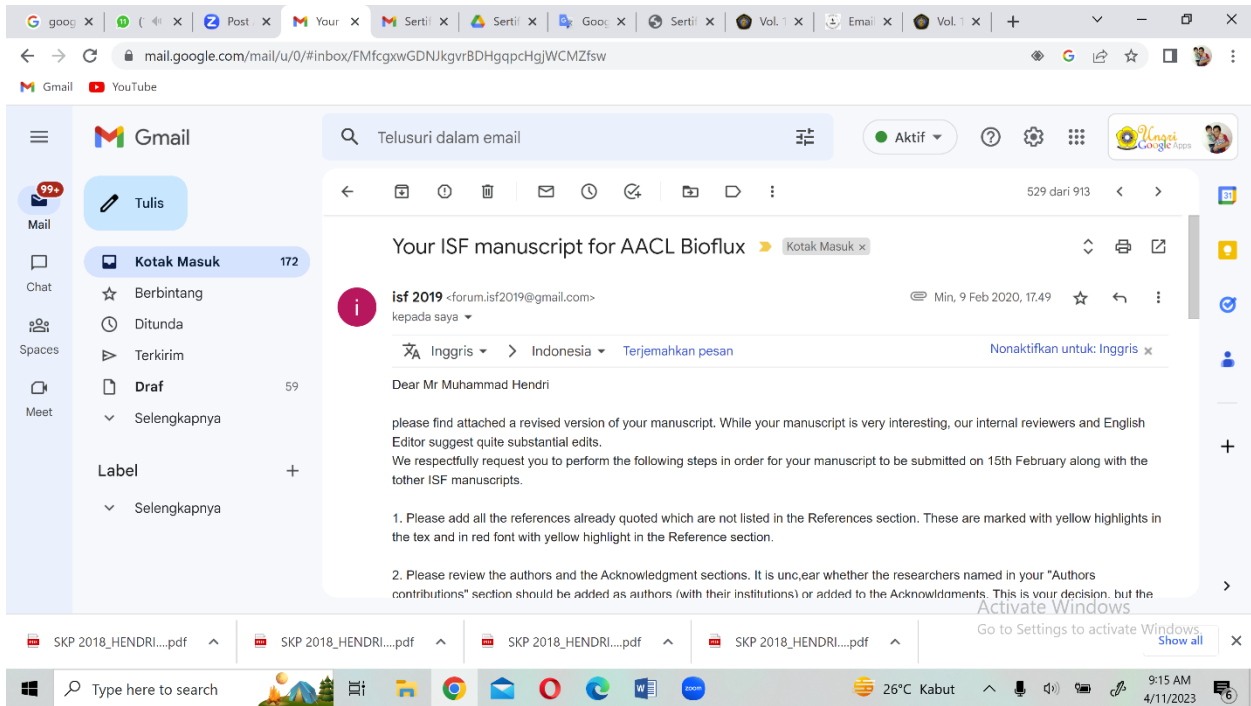 goog
11
(
Post
Your
Sertif
Sertif
Goog
Sertif
Vol. 1
Email
Vol. 1
mail.google.com/mail/u/0/#inbox/FMfcgxwGDNJkgvrBDHgqpcHgjWCMZfsw
Gmail YouTube
Gmail
Telusuri dalam email
Aktif
Unsri
Google Apps
99+
Mail
Chat
Spaces
Meet
Tulis
Kotak Masuk 172
Berbintang
Ditunda
Terkirim
Draf 59
Selengkapnya
Label
Selengkapnya
529 dari 913
31
Your ISF manuscript for AACL Bioflux Kotak Masuk ×
i
isf 2019 <forum.isf2019@gmail.com> Min, 9 Feb 2020, 17.49
kepada saya
Inggris > Indonesia Terjemahkan pesan Nonaktifkan untuk: Inggris ×
Dear Mr Muhammad Hendri
please find attached a revised version of your manuscript. While your manuscript is very interesting, our internal reviewers and English
Editor suggest quite substantial edits.
We respectfully request you to perform the following steps in order for your manuscript to be submitted on 15th February along with the
tother ISF manuscripts.
1. Please add all the references already quoted which are not listed in the References section. These are marked with yellow highlights in
the tex and in red font with yellow highlight in the Reference section.
2. Please review the authors and the Acknowledgment sections. It is unc,ear whether the researchers named in your "Authors
contributions" section should be added as authors (with their institutions) or added to the Acknowldgments. This is your decision, but the
Activate Windows
Go to Settings to activate Windows.
SKP 2018_HENDRI....pdf
SKP 2018_HENDRI....pdf
SKP 2018_HENDRI....pdf
SKP 2018_HENDRI....pdf
Show all
Type here to search
zoom
26°C Kabut
9:15 AM
4/11/2023
6